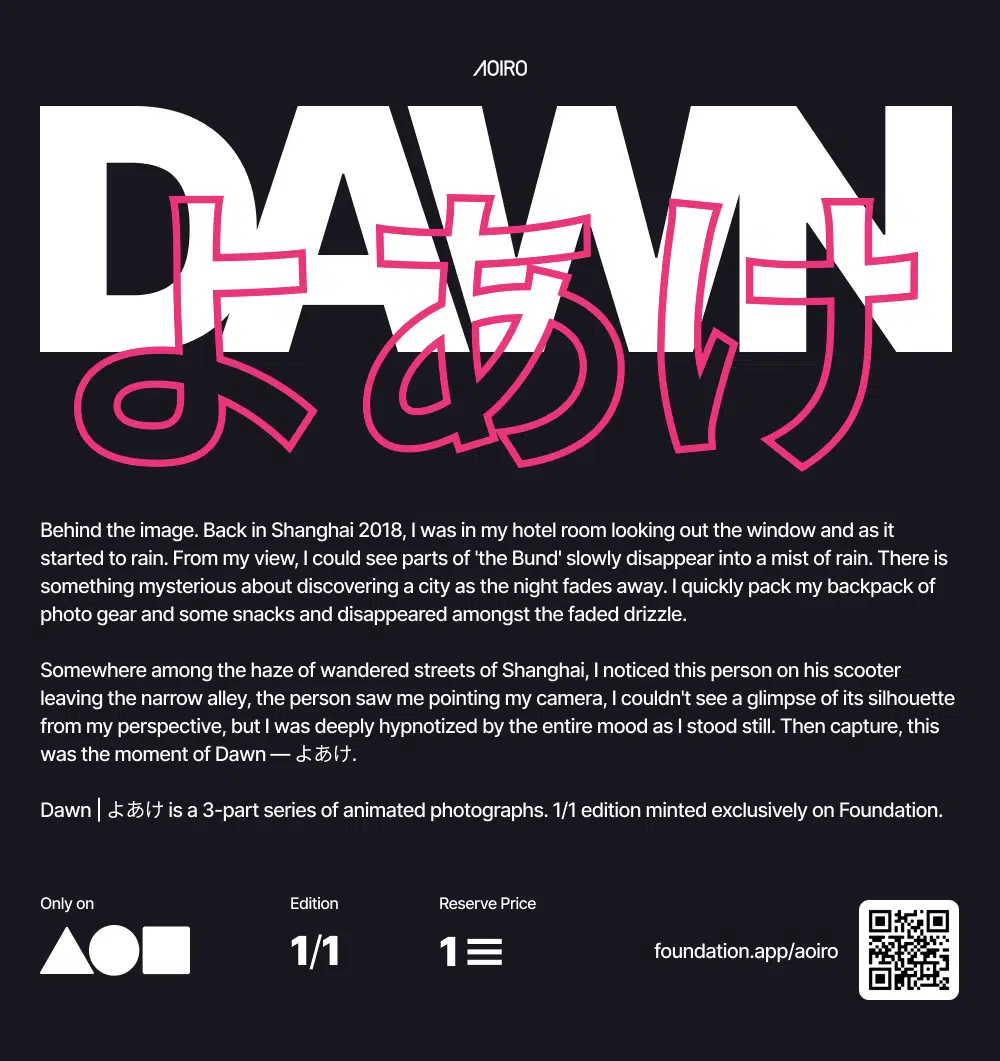 AOIRO
DAWN
よあけ
Behind the image. Back in Shanghai 2018, I was in my hotel room looking out the window and as it
started to rain. From my view, I could see parts of 'the Bund' slowly disappear into a mist of rain. There is
something mysterious about discovering a city as the night fades away. I quickly pack my backpack of
photo gear and some snacks and disappeared amongst the faded drizzle.
Somewhere among the haze of wandered streets of Shanghai, I noticed this person on his scooter
leaving the narrow alley, the person saw me pointing my camera, I couldn't see a glimpse of its silhouette
from my perspective, but I was deeply hypnotized by the entire mood as I stood still. Then capture, this
was the moment of Dawn — よあけ.
Dawn | よあけ is a 3-part series of animated photographs. 1/1 edition minted exclusively on Foundation.
Only on
Edition
Reserve Price
1/1
1
foundation.app/aoiro